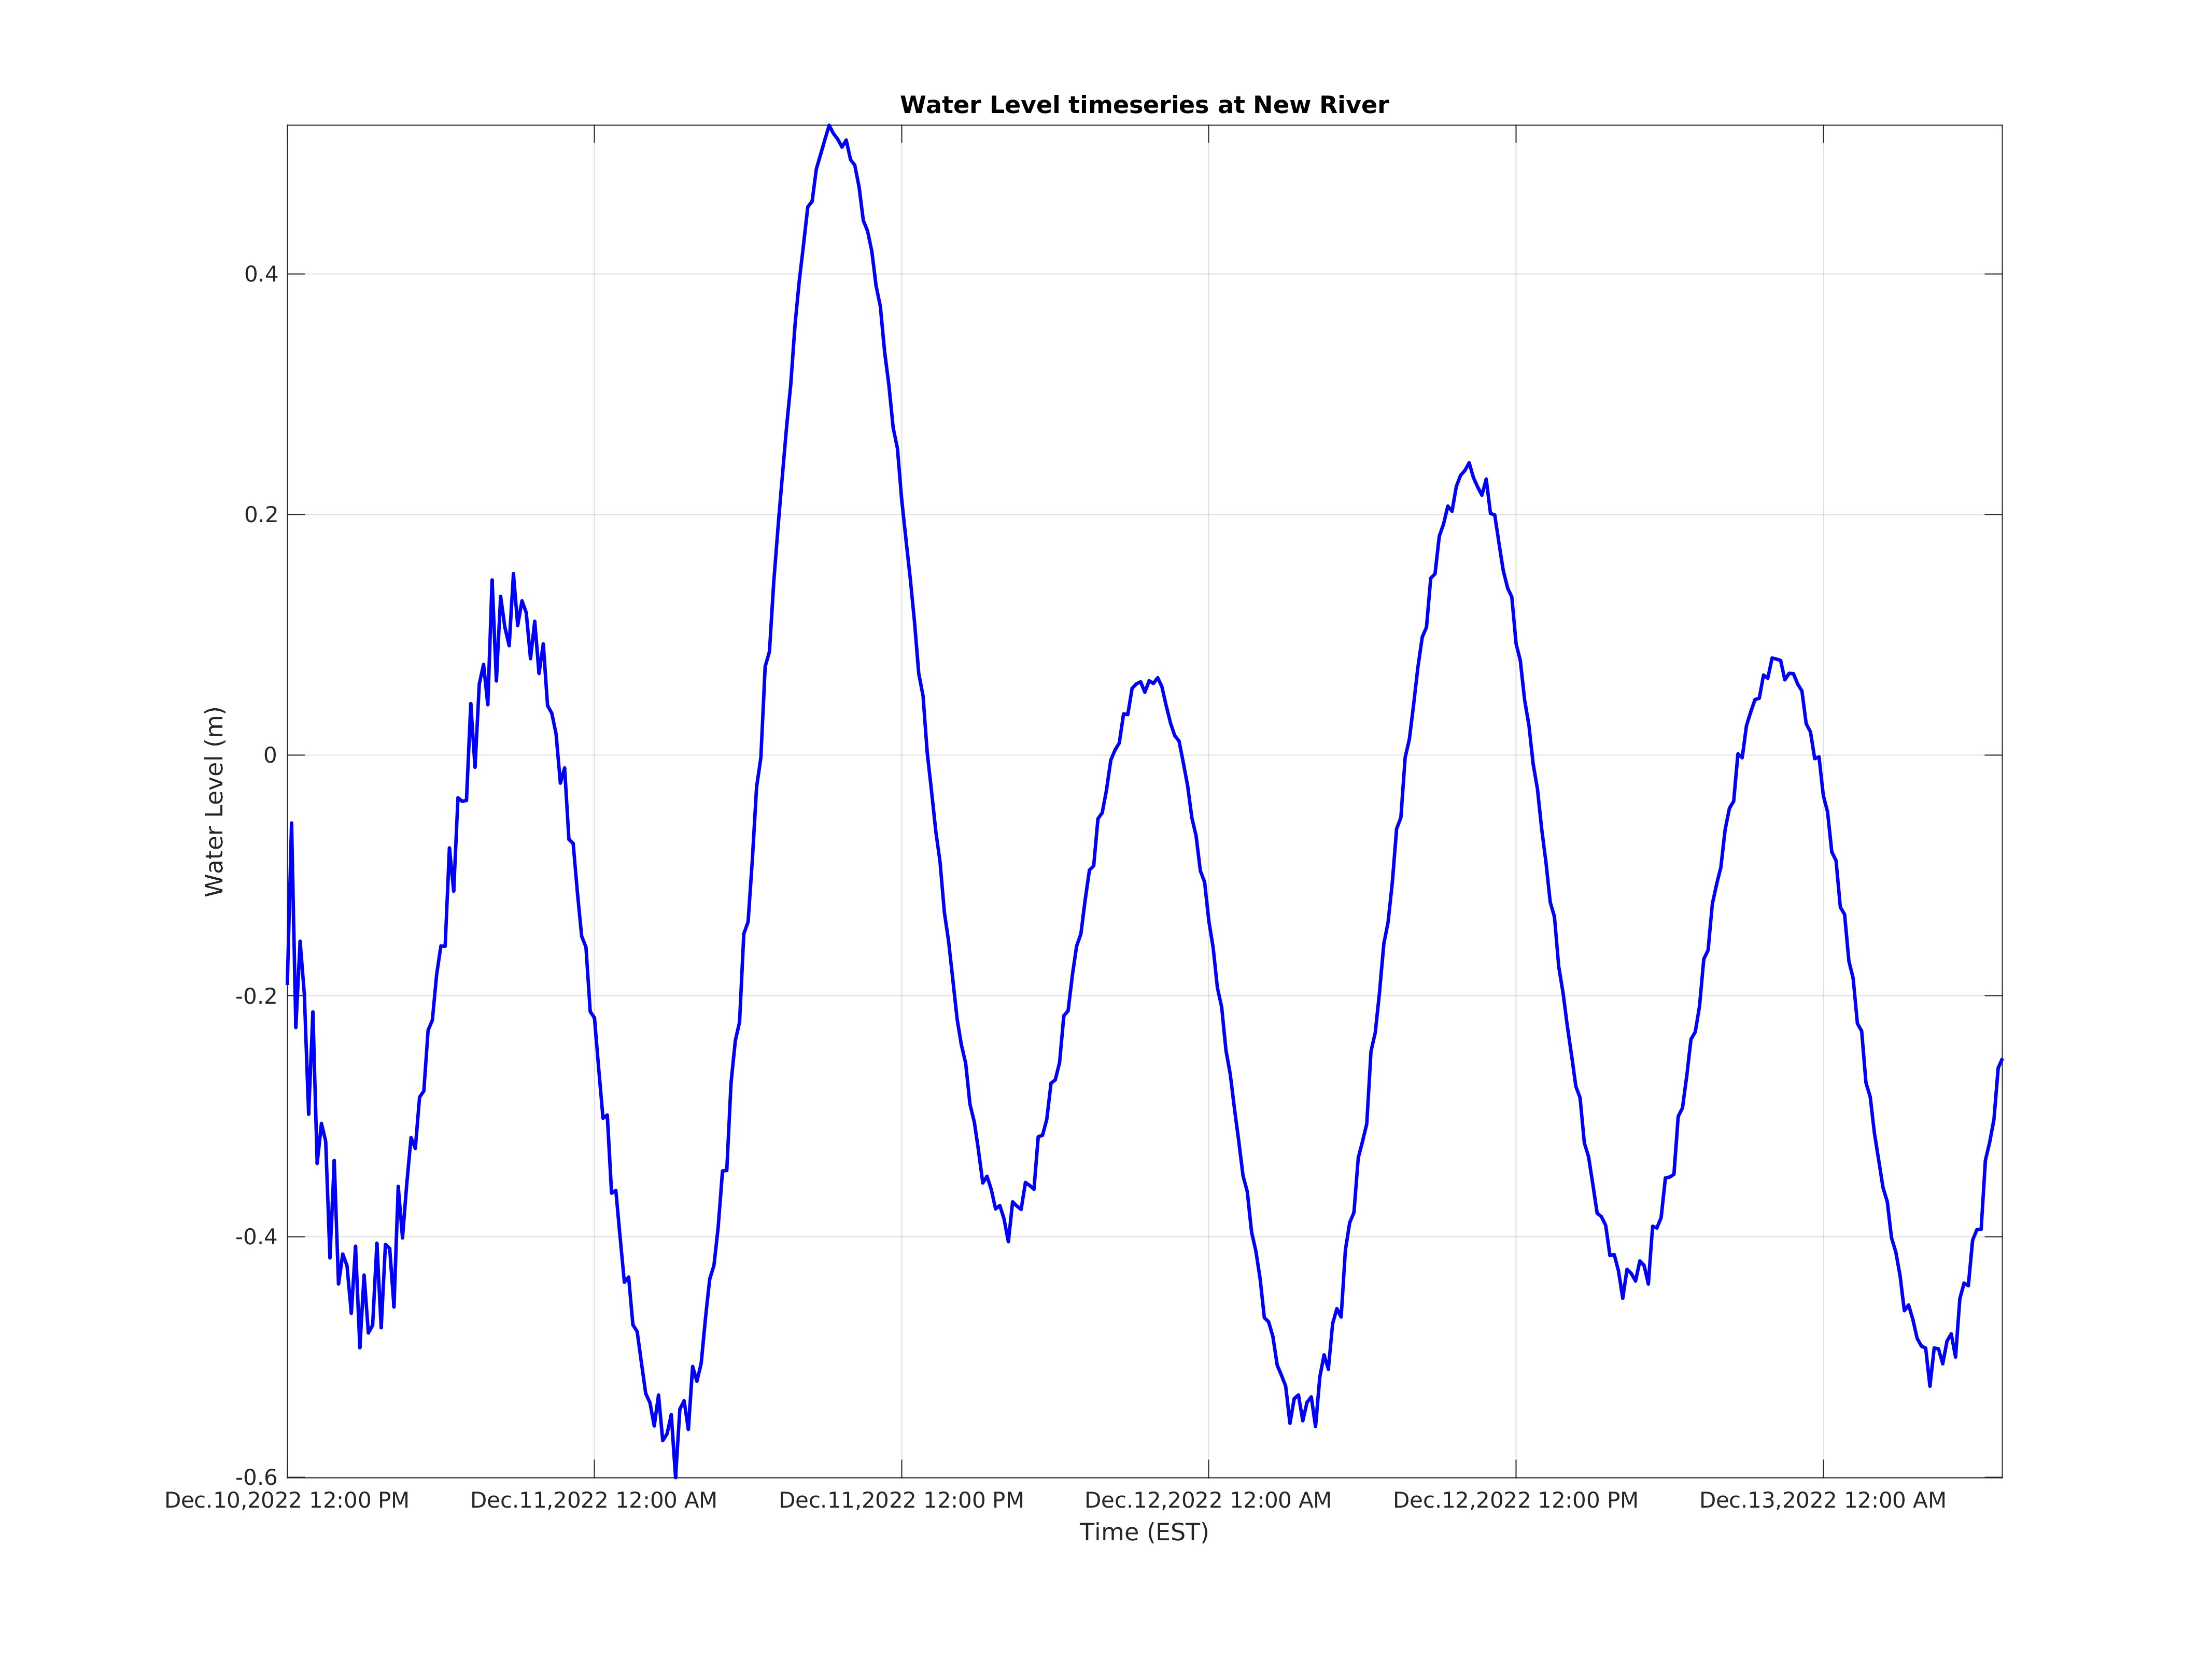 Water Level timeseries at New River
Water Level (m)
0.4
0.2
0
-0.2
-0.4
-0.6
Dec.10,2022 12:00 PM
Dec.11,2022 12:00 AM
Dec.11,2022 12:00 PM
Dec.12,2022 12:00 AM
Dec.12,2022 12:00 PM
Dec.13,2022 12:00 AM
Time (EST)